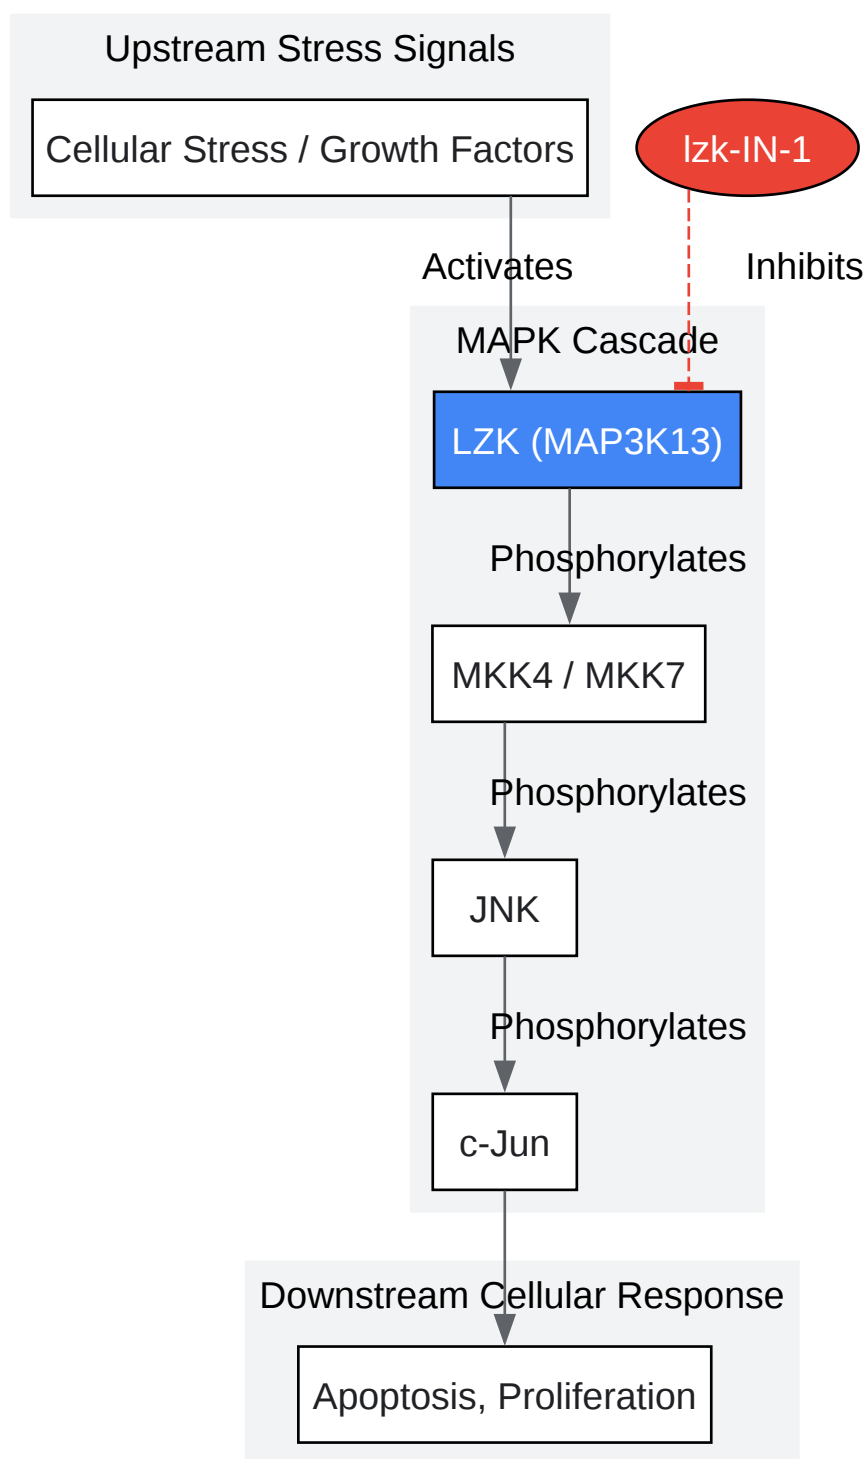 Upstream Stress Signals
Cellular Stress / Growth Factors
lzk-IN-1
Activates
Inhibits
MAPK Cascade
LZK (MAP3K13)
Phosphorylates
MKK4 / MKK7
Phosphorylates
JNK
Phosphorylates
c-Jun
Downstream Cellular Response
Apoptosis, Proliferation